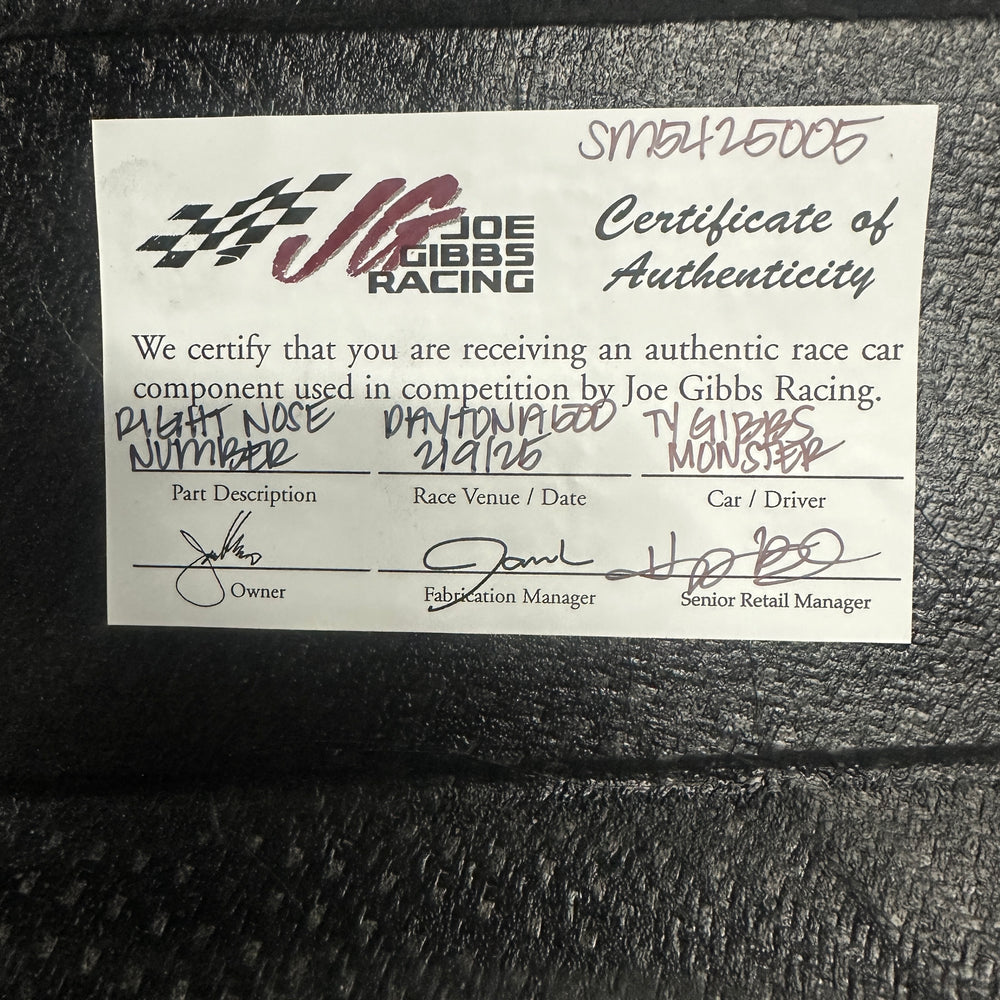 SM5425005
JG JOE
GIBBS
RACING
Certificate of
Authenticity
We certify that you are receiving an authentic race car
component used in competition by Joe Gibbs Racing.
RIGHT NOSE
NUMBER
DAYTONA 500
2/9/25
TY GIBBS
MONSTER
Part Description
Race Venue / Date
Car / Driver
Owner
Fabrication Manager
Senior Retail Manager